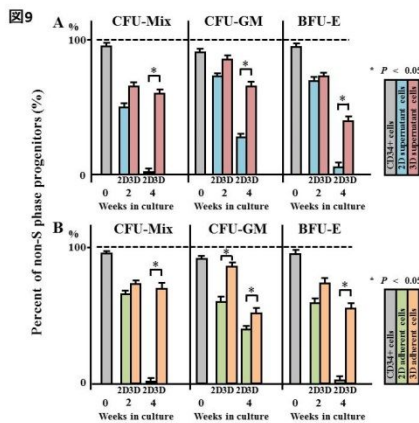 図9
%
CFU-Mix CFU-GM BFU-E
A
100
* * *
* P < 0.05
CD34+ cells
2D supernatant cells
3D supernatant cells
0
2D3D 2D3D 2D3D 2D3D 2D3D 2D3D
0 2 4 0 2 4 0 2 4
Weeks in culture Weeks in culture Weeks in culture
Percent of non-S phase progenitors (%)
B
%
CFU-Mix CFU-GM BFU-E
100
* * * *
* P < 0.05
CD34+ cells
2D adherent cells
3D adherent cells
0
2D3D 2D3D 2D3D 2D3D 2D3D 2D3D
0 2 4 0 2 4 0 2 4
Weeks in culture Weeks in culture Weeks in culture